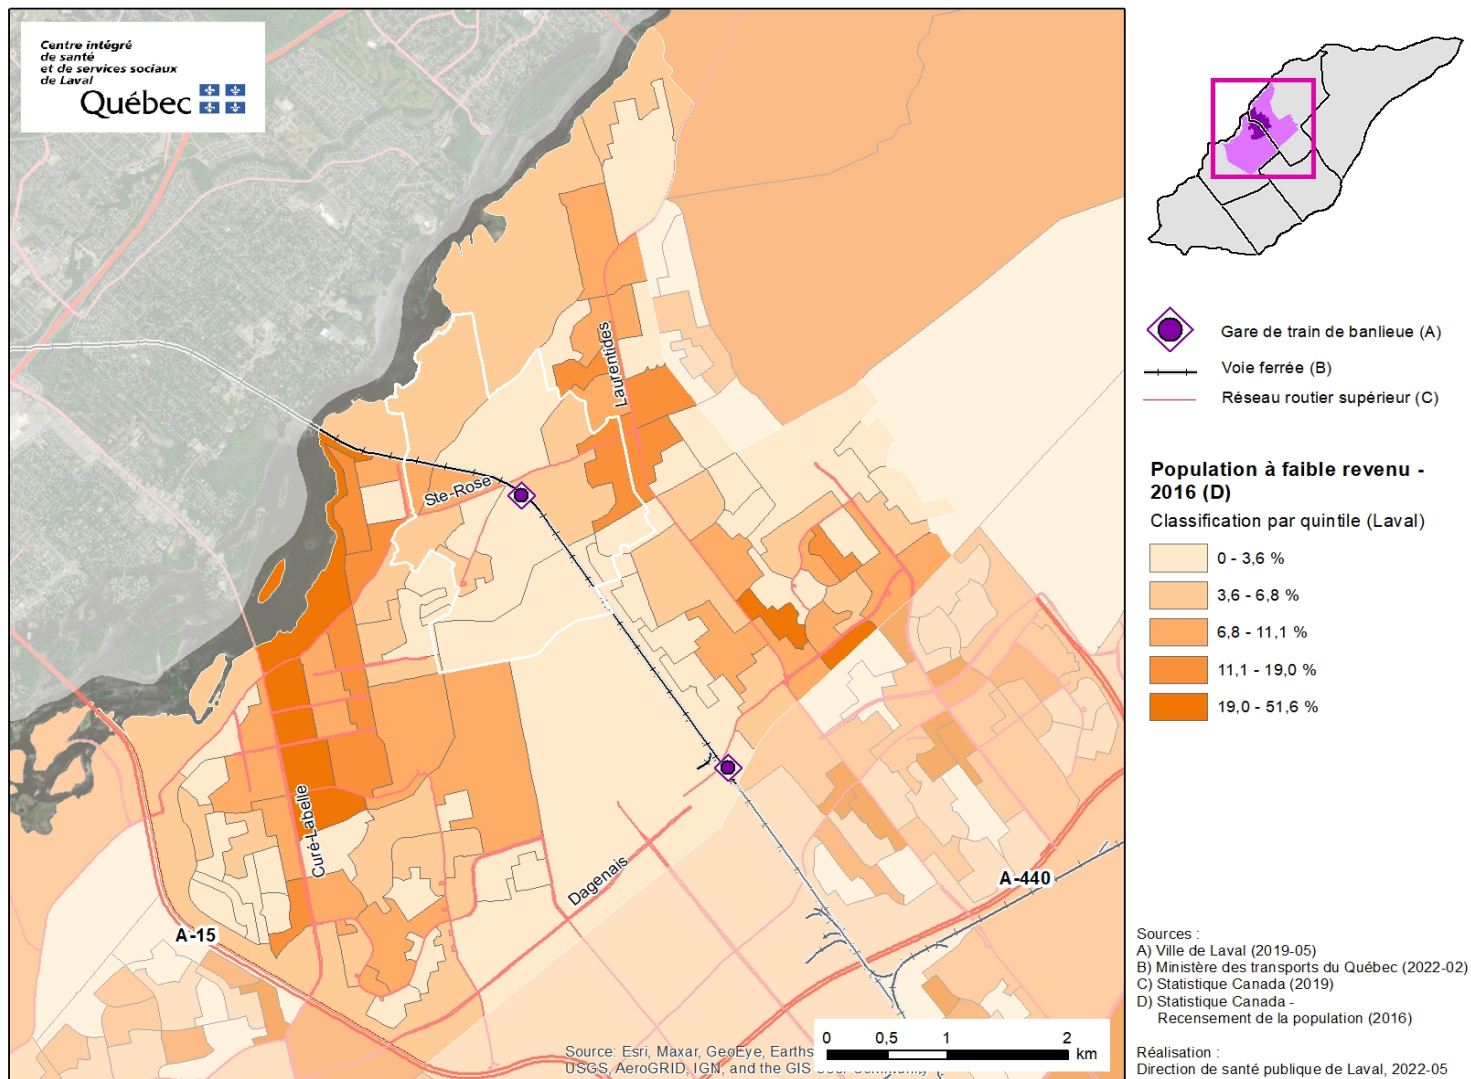 Centre intégré
de santé
et de services sociaux
de Laval
Québec
Laurentides
Ste-Rose
Curé-Labelle
Dagenais
A-15
A-440
Source: Esri, Maxar, GeoEye, Earths
USGS, AeroGRID, IGN, and the GIS
0 0,5 1 2
km
Gare de train de banlieue (A)
Voie ferrée (B)
Réseau routier supérieur (C)
Population à faible revenu -
2016 (D)
Classification par quintile (Laval)
0 - 3,6 %
3,6 - 6,8 %
6,8 - 11,1 %
11,1 - 19,0 %
19,0 - 51,6 %
Sources :
A) Ville de Laval (2019-05)
B) Ministère des transports du Québec (2022-02)
C) Statistique Canada (2019)
D) Statistique Canada -
Recensement de la population (2016)
Réalisation :
Direction de santé publique de Laval, 2022-05